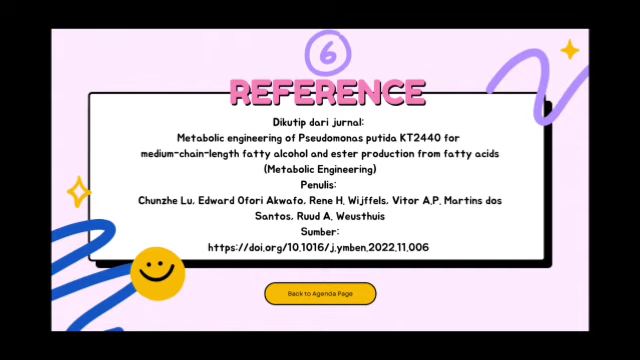 6
REFERENCE
Dikutip dari jurnal:
Metabolic engineering of Pseudomonas putida KT2440 for
medium-chain-length fatty alcohol and ester production from fatty acids
(Metabolic Engineering)
Penulis:
Chunzhe Lu, Edward Ofori Akwafo, Rene H. Wijffels, Vitor A.P. Martins dos
Santos, Ruud A. Weusthuis
Sumber:
https://doi.org/10.1016/j.ymben.2022.11.006
Back to Agenda Page